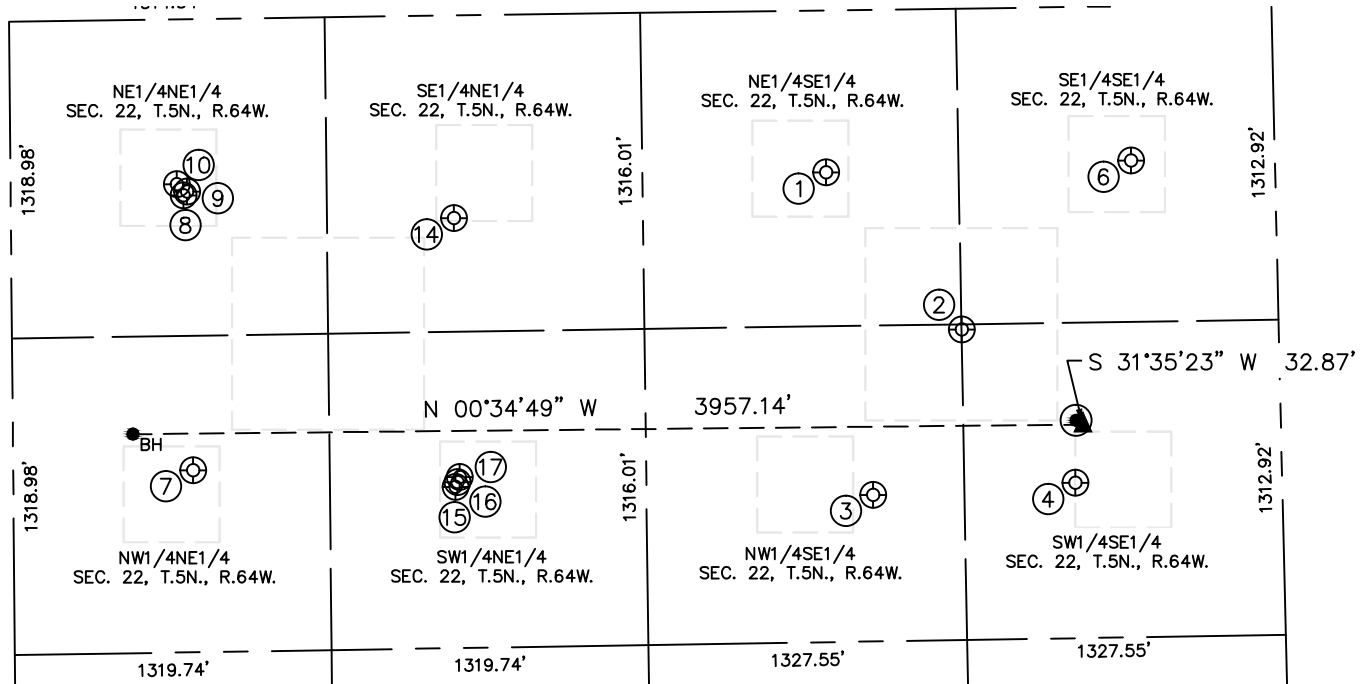 NE1/4NE1/4
SEC. 22, T.5N., R.64W.
SE1/4NE1/4
SEC. 22, T.5N., R.64W.
NE1/4SE1/4
SEC. 22, T.5N., R.64W.
SE1/4SE1/4
SEC. 22, T.5N., R.64W.
1318.98'
1316.01'
1312.92'
10
9
8
14
1
6
2
S 31°35'23" W 32.87'
N 00°34'49" W 3957.14'
BH
7
17
16
15
3
4
1318.98'
1316.01'
1312.92'
NW1/4NE1/4
SEC. 22, T.5N., R.64W.
SW1/4NE1/4
SEC. 22, T.5N., R.64W.
NW1/4SE1/4
SEC. 22, T.5N., R.64W.
SW1/4SE1/4
SEC. 22, T.5N., R.64W.
1319.74'
1319.74'
1327.55'
1327.55'